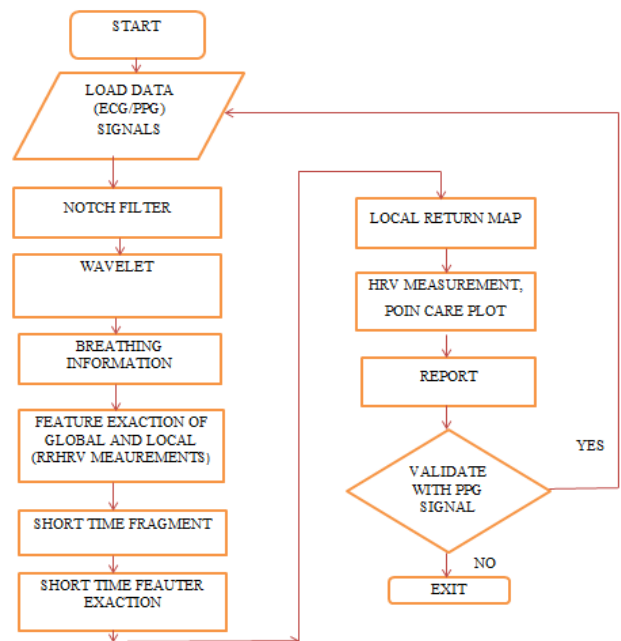 START
LOAD DATA
(ECG/PPG)
SIGNALS
NOTCH FILTER
WAVELET
BREATHING
INFORMATION
FEATURE EXACTION OF
GLOBAL AND LOCAL
(RRHRV MEAUREMENTS)
SHORT TIME FRAGMENT
SHORT TIME FEAUTER
EXACTION
LOCAL RETURN MAP
HRV MEASUREMENT,
POIN CARE PLOT
REPORT
VALIDATE
WITH PPG
SIGNAL
YES
NO
EXIT